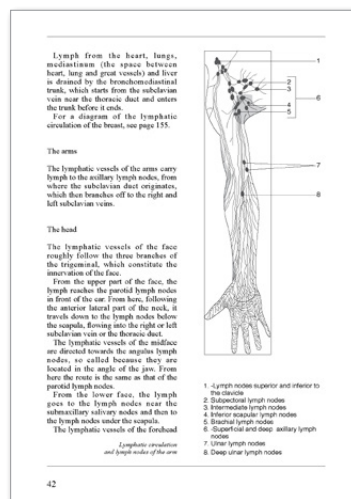 Lymph from the heart, lungs,
mediastinum (the space between
heart, lung and great vessels) and liver
is drained by the bronchomediastinal
trunk, which starts from the subclavian
vein near the thoracic duct and enters
the trunk before it ends.
For a diagram of the lymphatic
circulation of the breast, see page 155.
The arms
The lymphatic vessels of the arms carry
lymph to the axillary lymph nodes, from
where the subclavian duct originates,
which then branches off to the right and
left subclavian veins.
The head
The lymphatic vessels of the face
roughly follow the three branches of
the trigeminal, which constitute the
innervation of the face.
From the upper part of the face, the
lymph reaches the parotid lymph nodes
in front of the ear. From here, following
the anterior lateral part of the neck, it
travels down to the lymph nodes below
the scapula, flowing into the right or left
subclavian vein or the thoracic duct.
The lymphatic vessels of the midface
are directed towards the angulus lymph
nodes, so called because they are
located in the angle of the jaw. From
here the route is the same as that of the
parotid lymph nodes.
From the lower face, the lymph
goes to the lymph nodes near the
submaxillary salivary nodes and then to
the lymph nodes under the scapula.
The lymphatic vessels of the forehead
Lymphatic circulation
and lymph nodes of the arm
1
2
3
6
4
5
7
8
1. -Lymph nodes superior and inferior to
the clavicle
2. Subpectoral lymph nodes
3. Intermediate lymph nodes
4. Inferior scapular lymph nodes
5. Brachial lymph nodes
6. -Superficial and deep axillary lymph
nodes
7. Ulnar lymph nodes
8. Deep ulnar lymph nodes
42